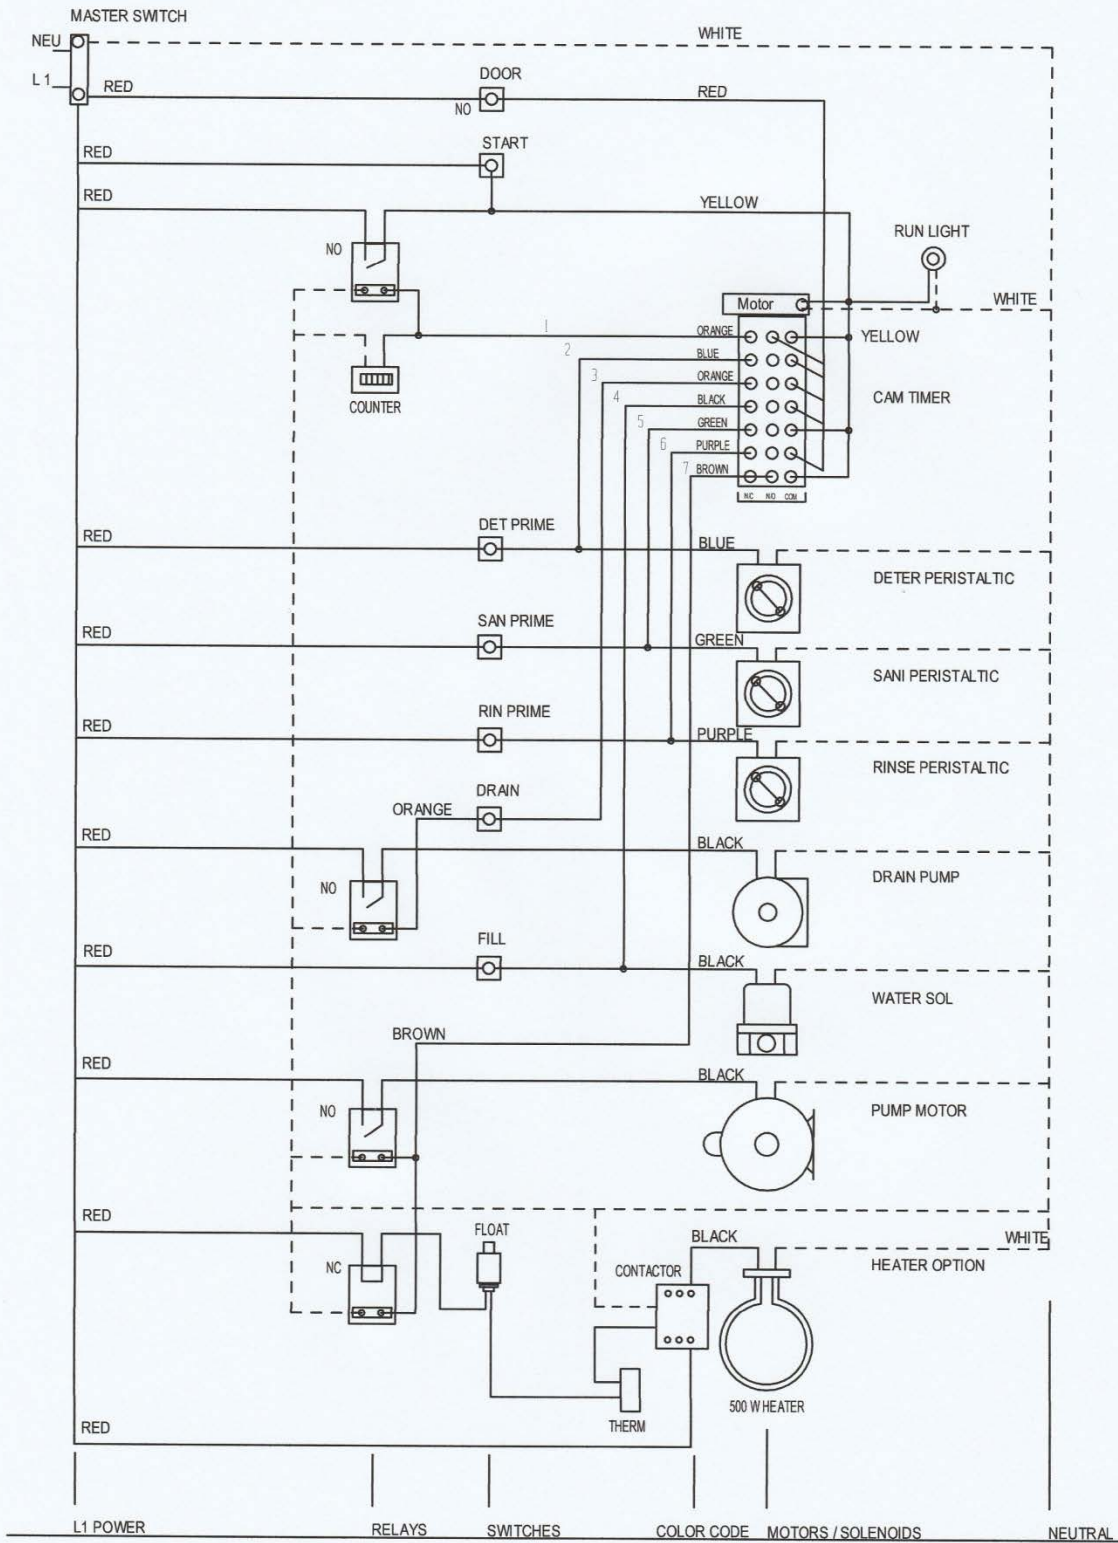 MASTER SWITCH
NEU
WHITE
L 1
RED
DOOR
NO
RED
START
RED
RED
YELLOW
RUN LIGHT
NO
Motor
WHITE
1
ORANGE
YELLOW
2
BLUE
3
ORANGE
COUNTER
4
BLACK
CAM TIMER
5
GREEN
6
PURPLE
7
BROWN
NC NO COM
RED
DET PRIME
BLUE
DETER PERISTALTIC
RED
SAN PRIME
GREEN
SANI PERISTALTIC
RED
RIN PRIME
PURPLE
RINSE PERISTALTIC
DRAIN
ORANGE
RED
BLACK
NO
DRAIN PUMP
RED
FILL
BLACK
WATER SOL
BROWN
RED
BLACK
NO
PUMP MOTOR
RED
FLOAT
BLACK
WHITE
NC
CONTACTOR
HEATER OPTION
500 W HEATER
RED
THERM
L1 POWER
RELAYS
SWITCHES
COLOR CODE
MOTORS / SOLENOIDS
NEUTRAL